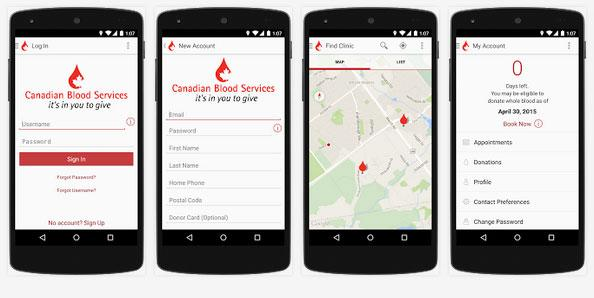 1:07
Log In
Canadian Blood Services
it's in you to give
Username
Password
Sign In
Forgot Password?
Forgot Username?
No account? Sign Up
1:07
New Account
Canadian Blood Services
it's in you to give
Email
Password
First Name
Last Name
Home Phone
Postal Code
Donor Card (Optional)
1:07
Find Clinic
MAP
LIST
1:07
My Account
0
Days left.
You may be eligible to
donate whole blood as of
April 30, 2015
Book Now
Appointments
Donations
Profile
Contact Preferences
Change Password